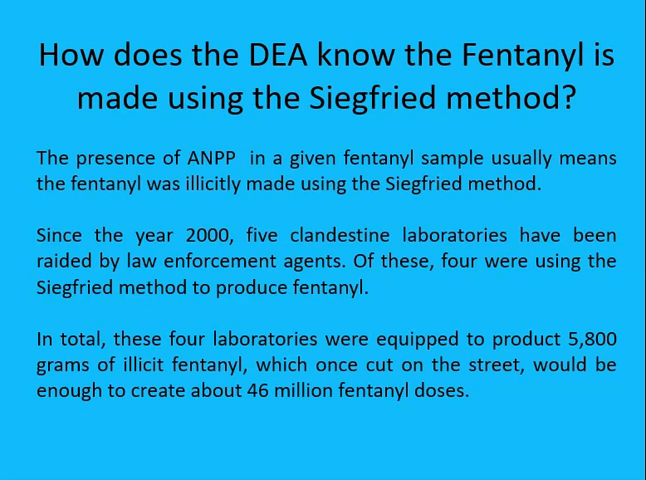 How does the DEA know the Fentanyl is
made using the Siegfried method?
The presence of ANPP in a given fentanyl sample usually means
the fentanyl was illicitly made using the Siegfried method.
Since the year 2000, five clandestine laboratories have been
raided by law enforcement agents. Of these, four were using the
Siegfried method to produce fentanyl.
In total, these four laboratories were equipped to product 5,800
grams of illicit fentanyl, which once cut on the street, would be
enough to create about 46 million fentanyl doses.